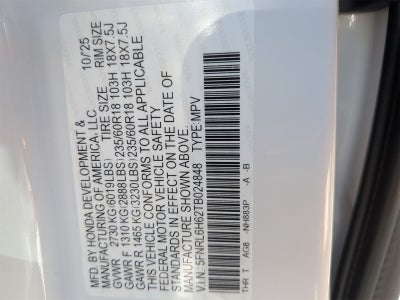 MFD. BY HONDA DEVELOPMENT & 10/25
MFG. OF AMERICA, LLC. TIRE SIZE RIM SIZE
GVWR 2730 KG(6019LBS)
GAWR F 1310 KG(2888LBS)235/60R18 103H 18X7.5J
GAWR R 1465 KG(3230LBS)235/60R18 103H 18X7.5J
THIS VEHICLE CONFORMS TO ALL APPLICABLE
FEDERAL MOTOR VEHICLE SAFETY
STANDARDS IN EFFECT ON THE DATE OF
MANUFACTURE SHOWN ABOVE.
V.I.N: 5FNRL6H62TB024848 TYPE:MPV
THR T AG8 -NH883P -A -B